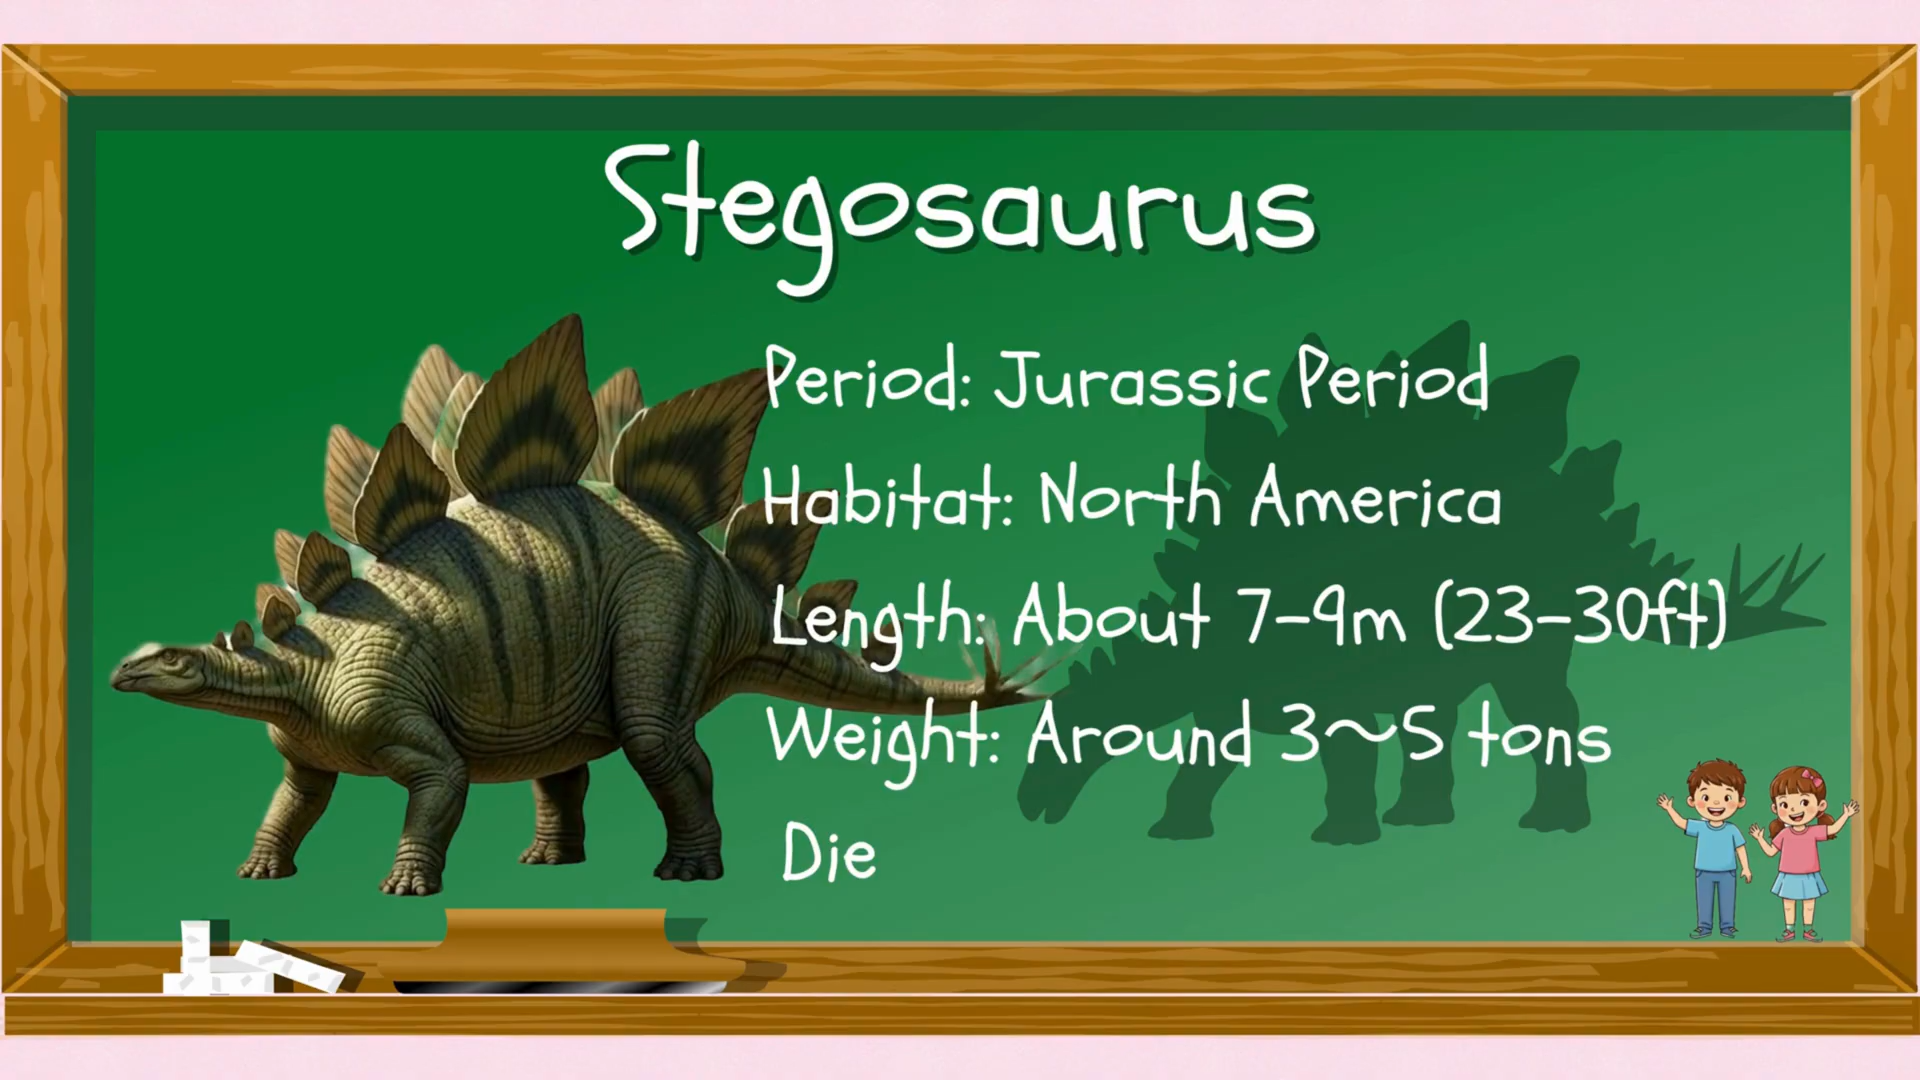 Stegosaurus
Period: Jurassic Period
Habitat: North America
Length: About 7-9m (23-30ft)
Weight: Around 3~5 tons
Die